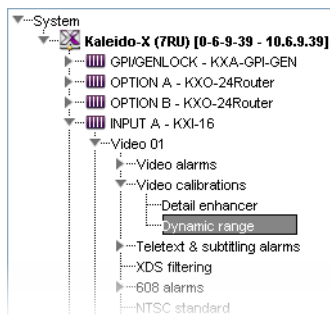 System
Kaleido-X (7RU) [0-6-9-39 - 10.6.9.39]
GPI/GENLOCK - KXA-GPI-GEN
OPTION A - KXO-24Router
OPTION B - KXO-24Router
INPUT A - KXI-16
Video 01
Video alarms
Video calibrations
Detail enhancer
Dynamic range
Teletext & subtitling alarms
XDS filtering
608 alarms
NTSC standard